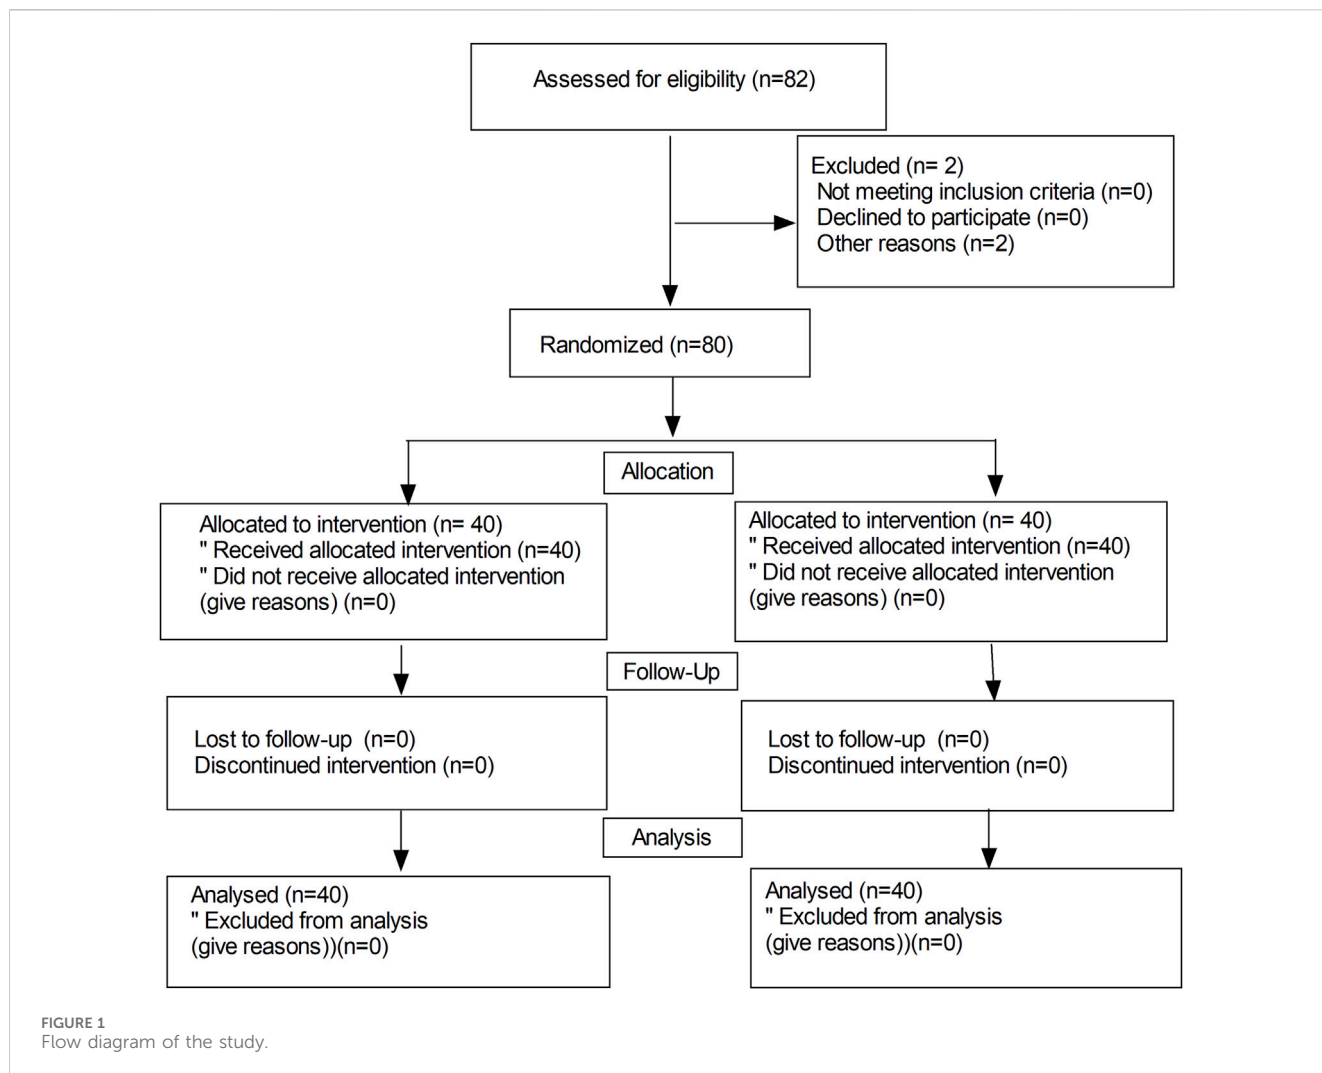 Assessed for eligibility (n=82)
Excluded (n= 2)
Not meeting inclusion criteria (n=0)
Declined to participate (n=0)
Other reasons (n=2)
Randomized (n=80)
Allocation
Allocated to intervention (n= 40)
" Received allocated intervention (n=40)
" Did not receive allocated intervention
(give reasons) (n=0)
Allocated to intervention (n= 40)
" Received allocated intervention (n=40)
" Did not receive allocated intervention
(give reasons) (n=0)
Follow-Up
Lost to follow-up (n=0)
Discontinued intervention (n=0)
Lost to follow-up (n=0)
Discontinued intervention (n=0)
Analysis
Analysed (n=40)
" Excluded from analysis
(give reasons))(n=0)
Analysed (n=40)
" Excluded from analysis
(give reasons))(n=0)
FIGURE 1
Flow diagram of the study.